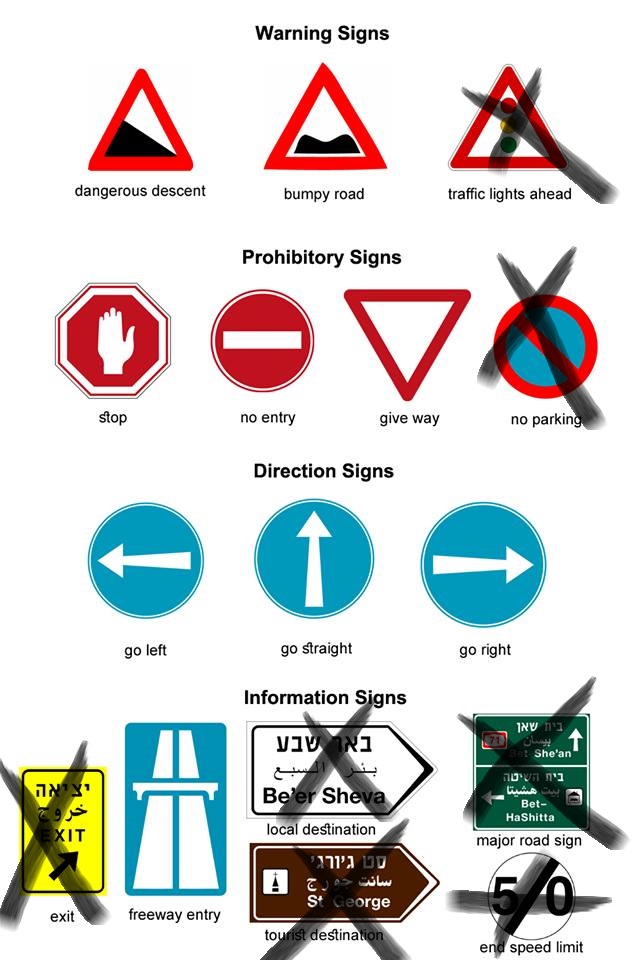 Warning Signs
dangerous descent
bumpy road
traffic lights ahead
Prohibitory Signs
stop
no entry
give way
no parking
Direction Signs
go left
go straight
go right
Information Signs
יציאה
خروج
EXIT
exit
freeway entry
באר שבע
بئر السبع
Be'er Sheva
local destination
סט ג'ורג'
سانت جورج
St. George
tourist destination
בית שאן
71
بيسان
Bet She'an
בית השיטה
بيت هشيتا
Bet-
HaShitta
major road sign
50
end speed limit